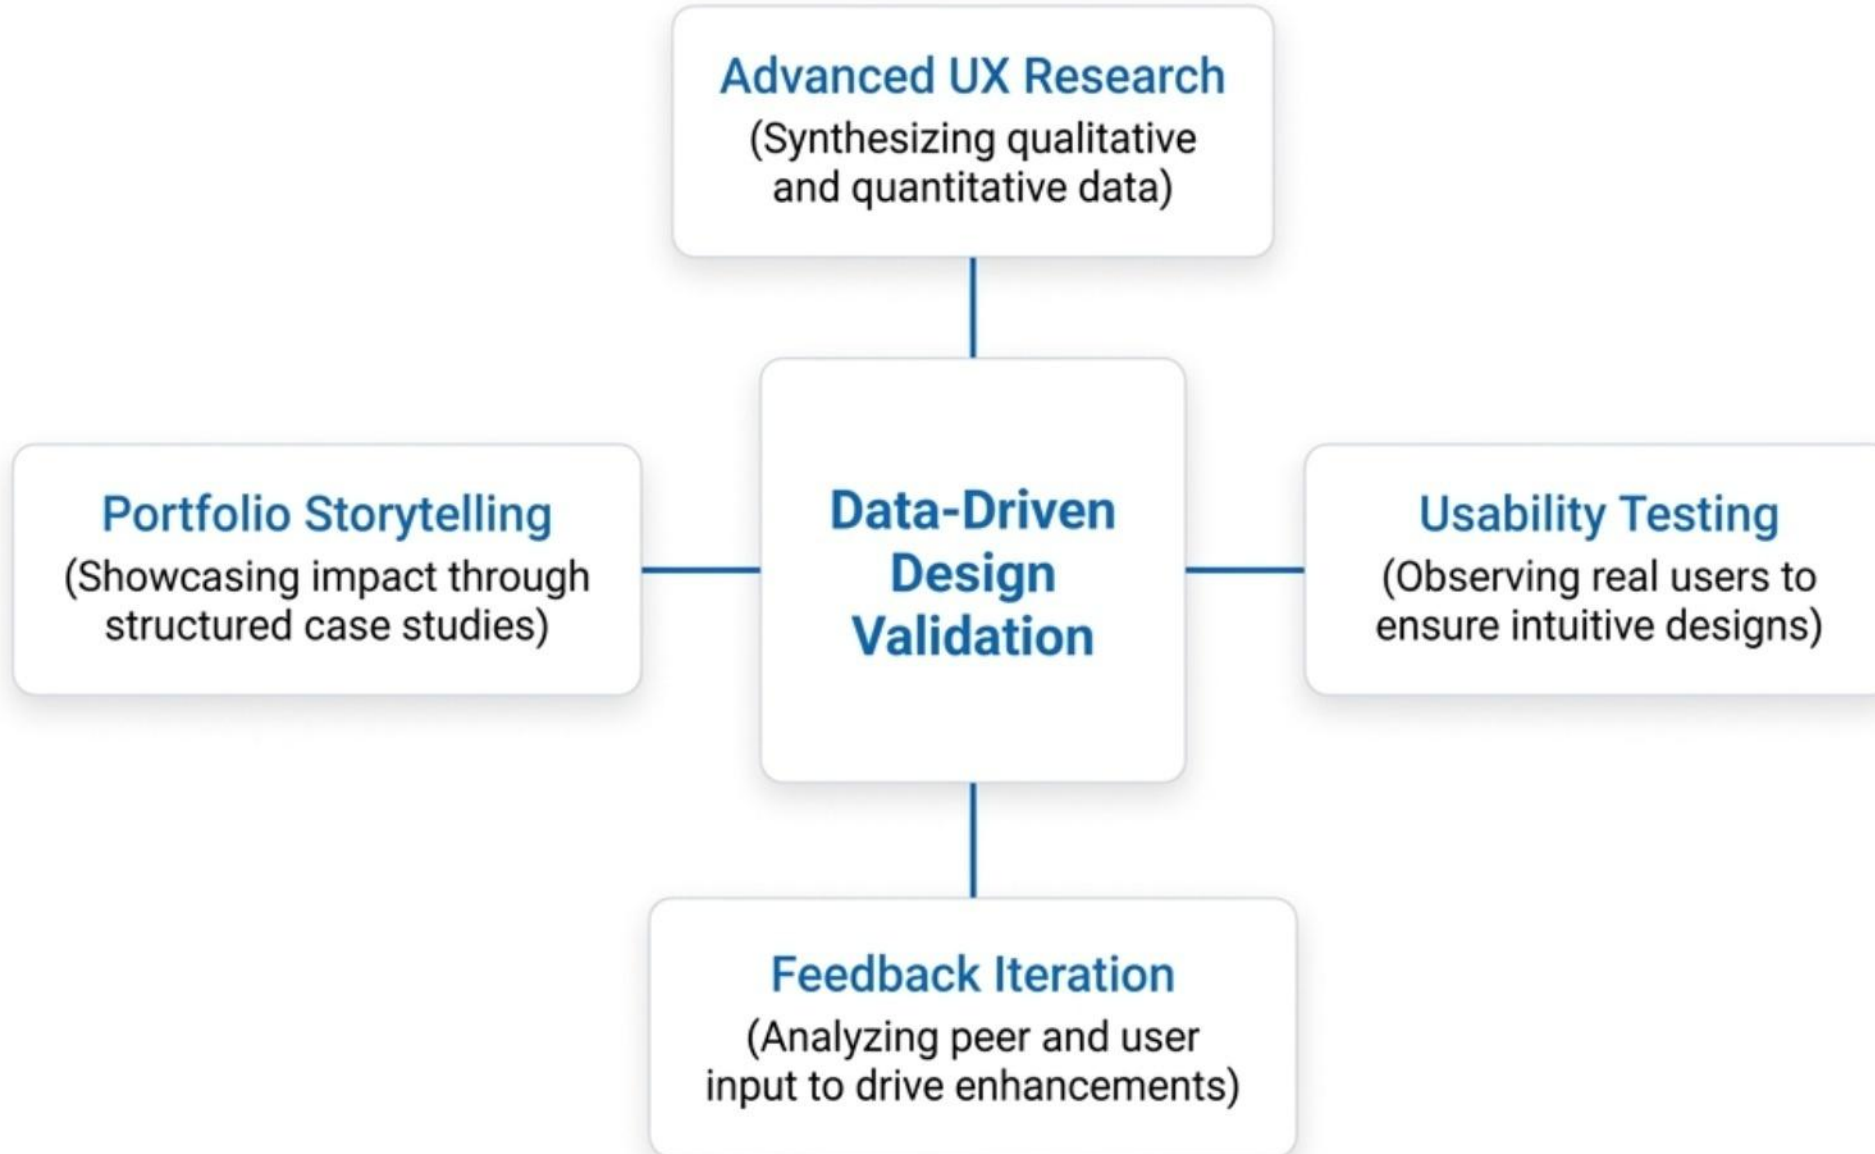 Advanced UX Research
(Synthesizing qualitative
and quantitative data)
Portfolio Storytelling
(Showcasing impact through
structured case studies)
Data-Driven
Design
Validation
Usability Testing
(Observing real users to
ensure intuitive designs)
Feedback Iteration
(Analyzing peer and user
input to drive enhancements)